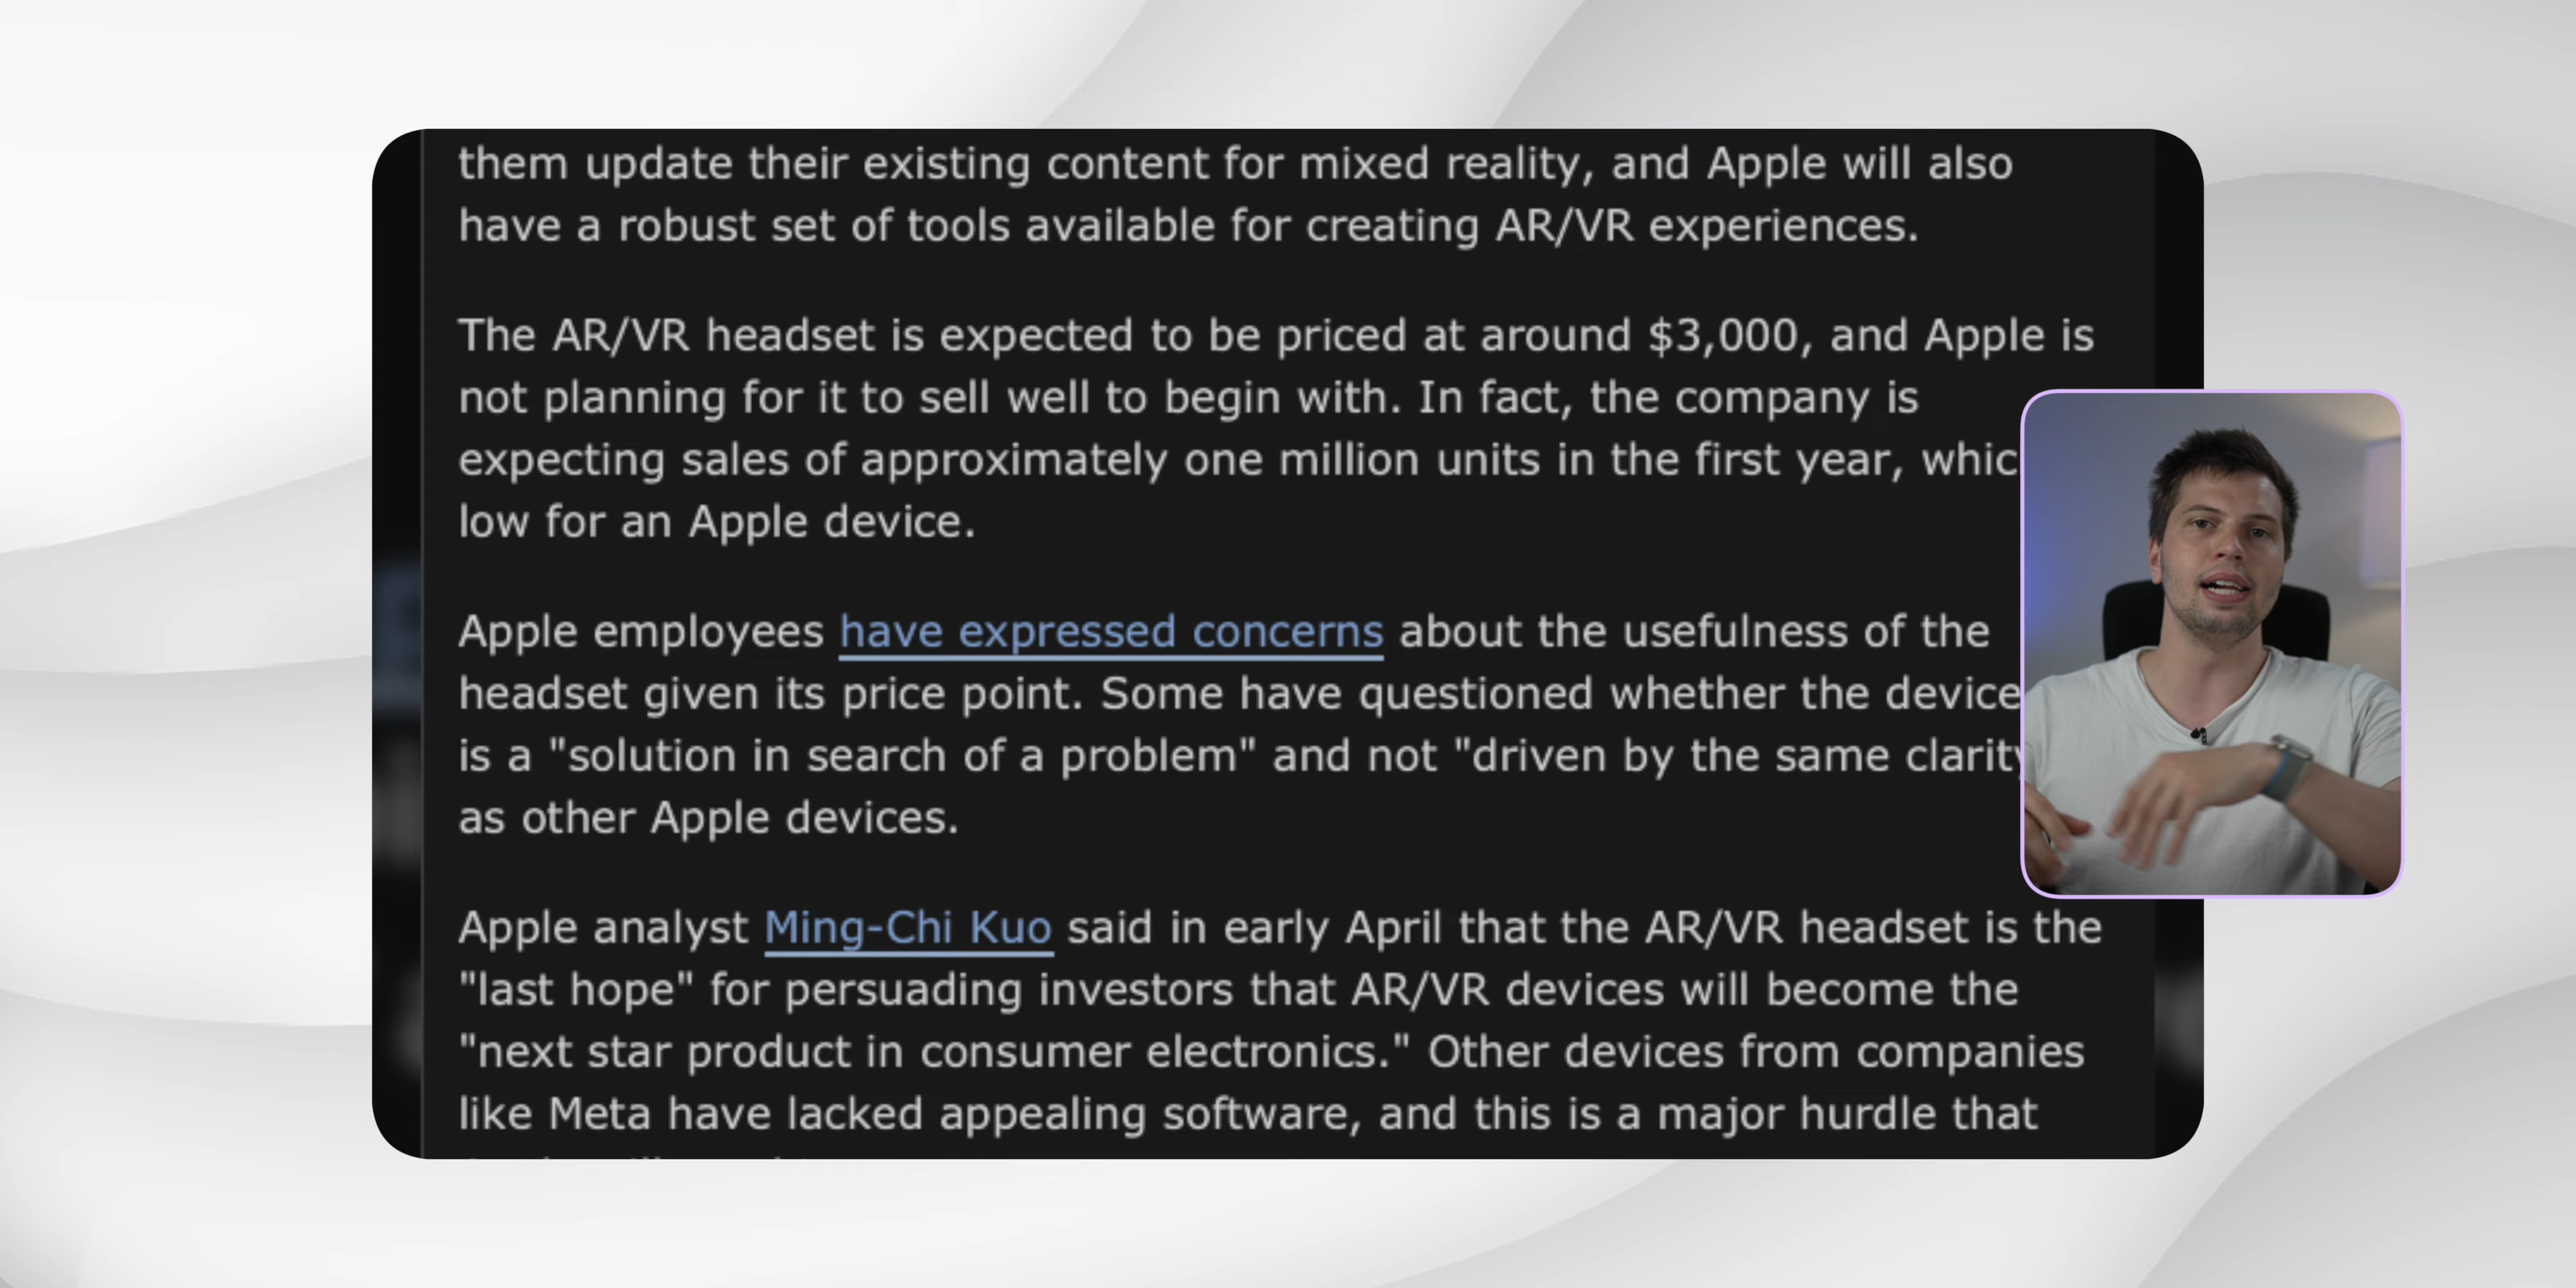 them update their existing content for mixed reality, and Apple will also
have a robust set of tools available for creating AR/VR experiences.
The AR/VR headset is expected to be priced at around $3,000, and Apple is
not planning for it to sell well to begin with. In fact, the company is
expecting sales of approximately one million units in the first year,
low for an Apple device.
Apple employees have expressed concerns about the usefulness of the
headset given its price point. Some have questioned whether the device
is a "solution in search of a problem" and not "driven by the same clarity
as other Apple devices.
Apple analyst Ming-Chi Kuo said in early April that the AR/VR headset is the
"last hope" for persuading investors that AR/VR devices will become the
"next star product in consumer electronics." Other devices from companies
like Meta have lacked appealing software, and this is a major hurdle that